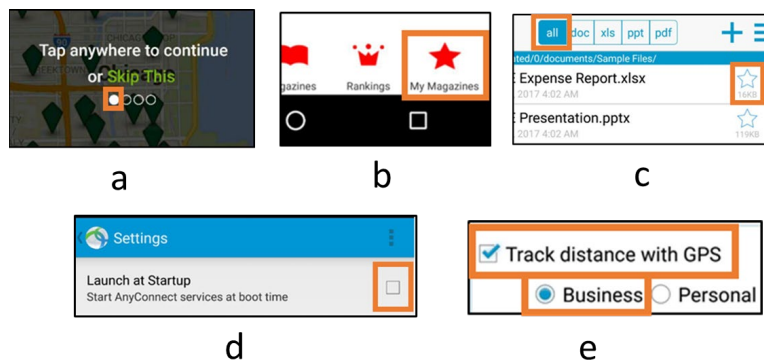 Tap anywhere to continue
or Skip This
a
gazines Rankings My Magazines
b
all doc xls ppt pdf
ated/0/documents/Sample Files/
E Expense Report.xlsx
2017 4:02 AM
16KB
E Presentation.pptx
2017 4:02 AM
119KB
c
Settings
Launch at Startup
Start AnyConnect services at boot time
d
Track distance with GPS
Business Personal
e